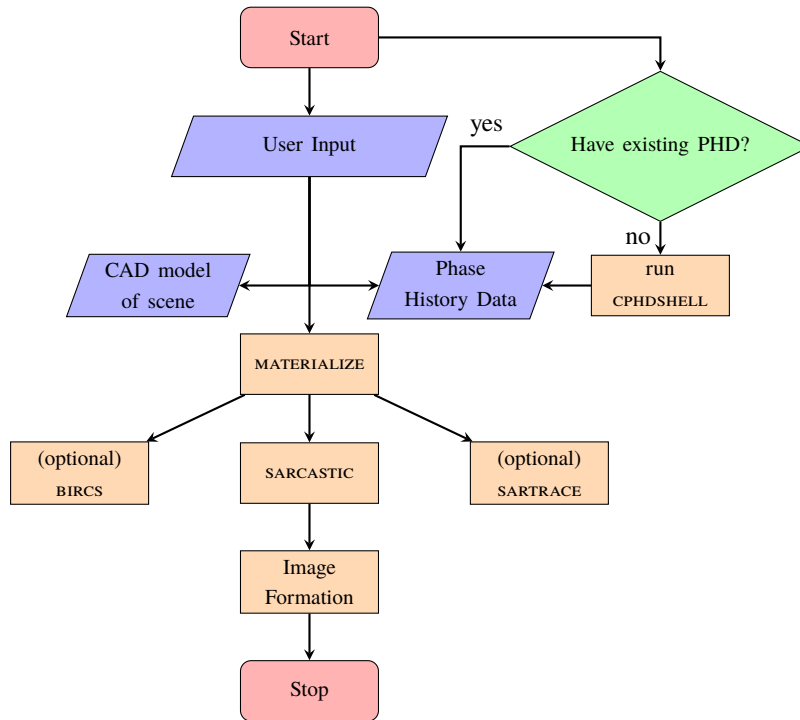 Start
User Input
yes
Have existing PHD?
no
CAD model
of scene
Phase
History Data
run
CPHDSHELL
MATERIALIZE
(optional)
BIRCS
SARCASTIC
(optional)
SARTRACE
Image
Formation
Stop